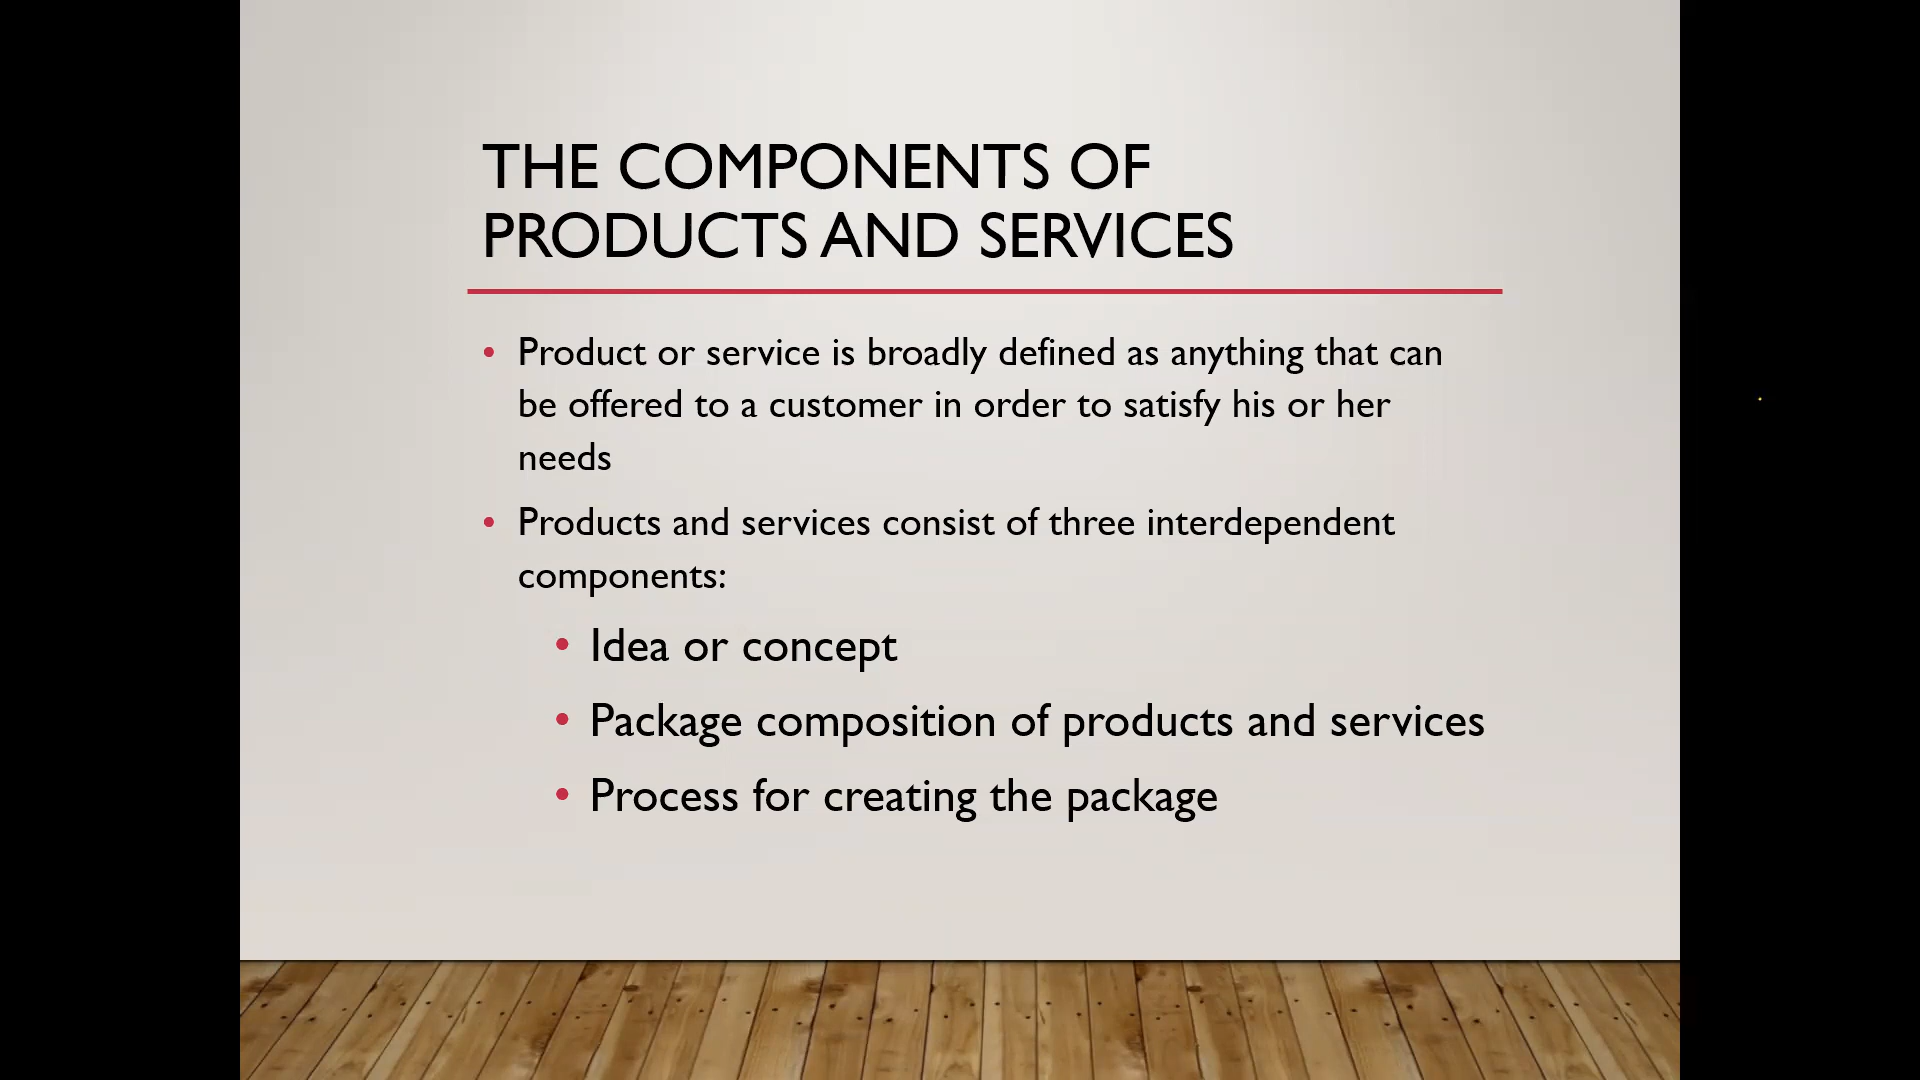 THE COMPONENTS OF
PRODUCTS AND SERVICES
• Product or service is broadly defined as anything that can
be offered to a customer in order to satisfy his or her
needs
• Products and services consist of three interdependent
components:
• Idea or concept
• Package composition of products and services
• Process for creating the package